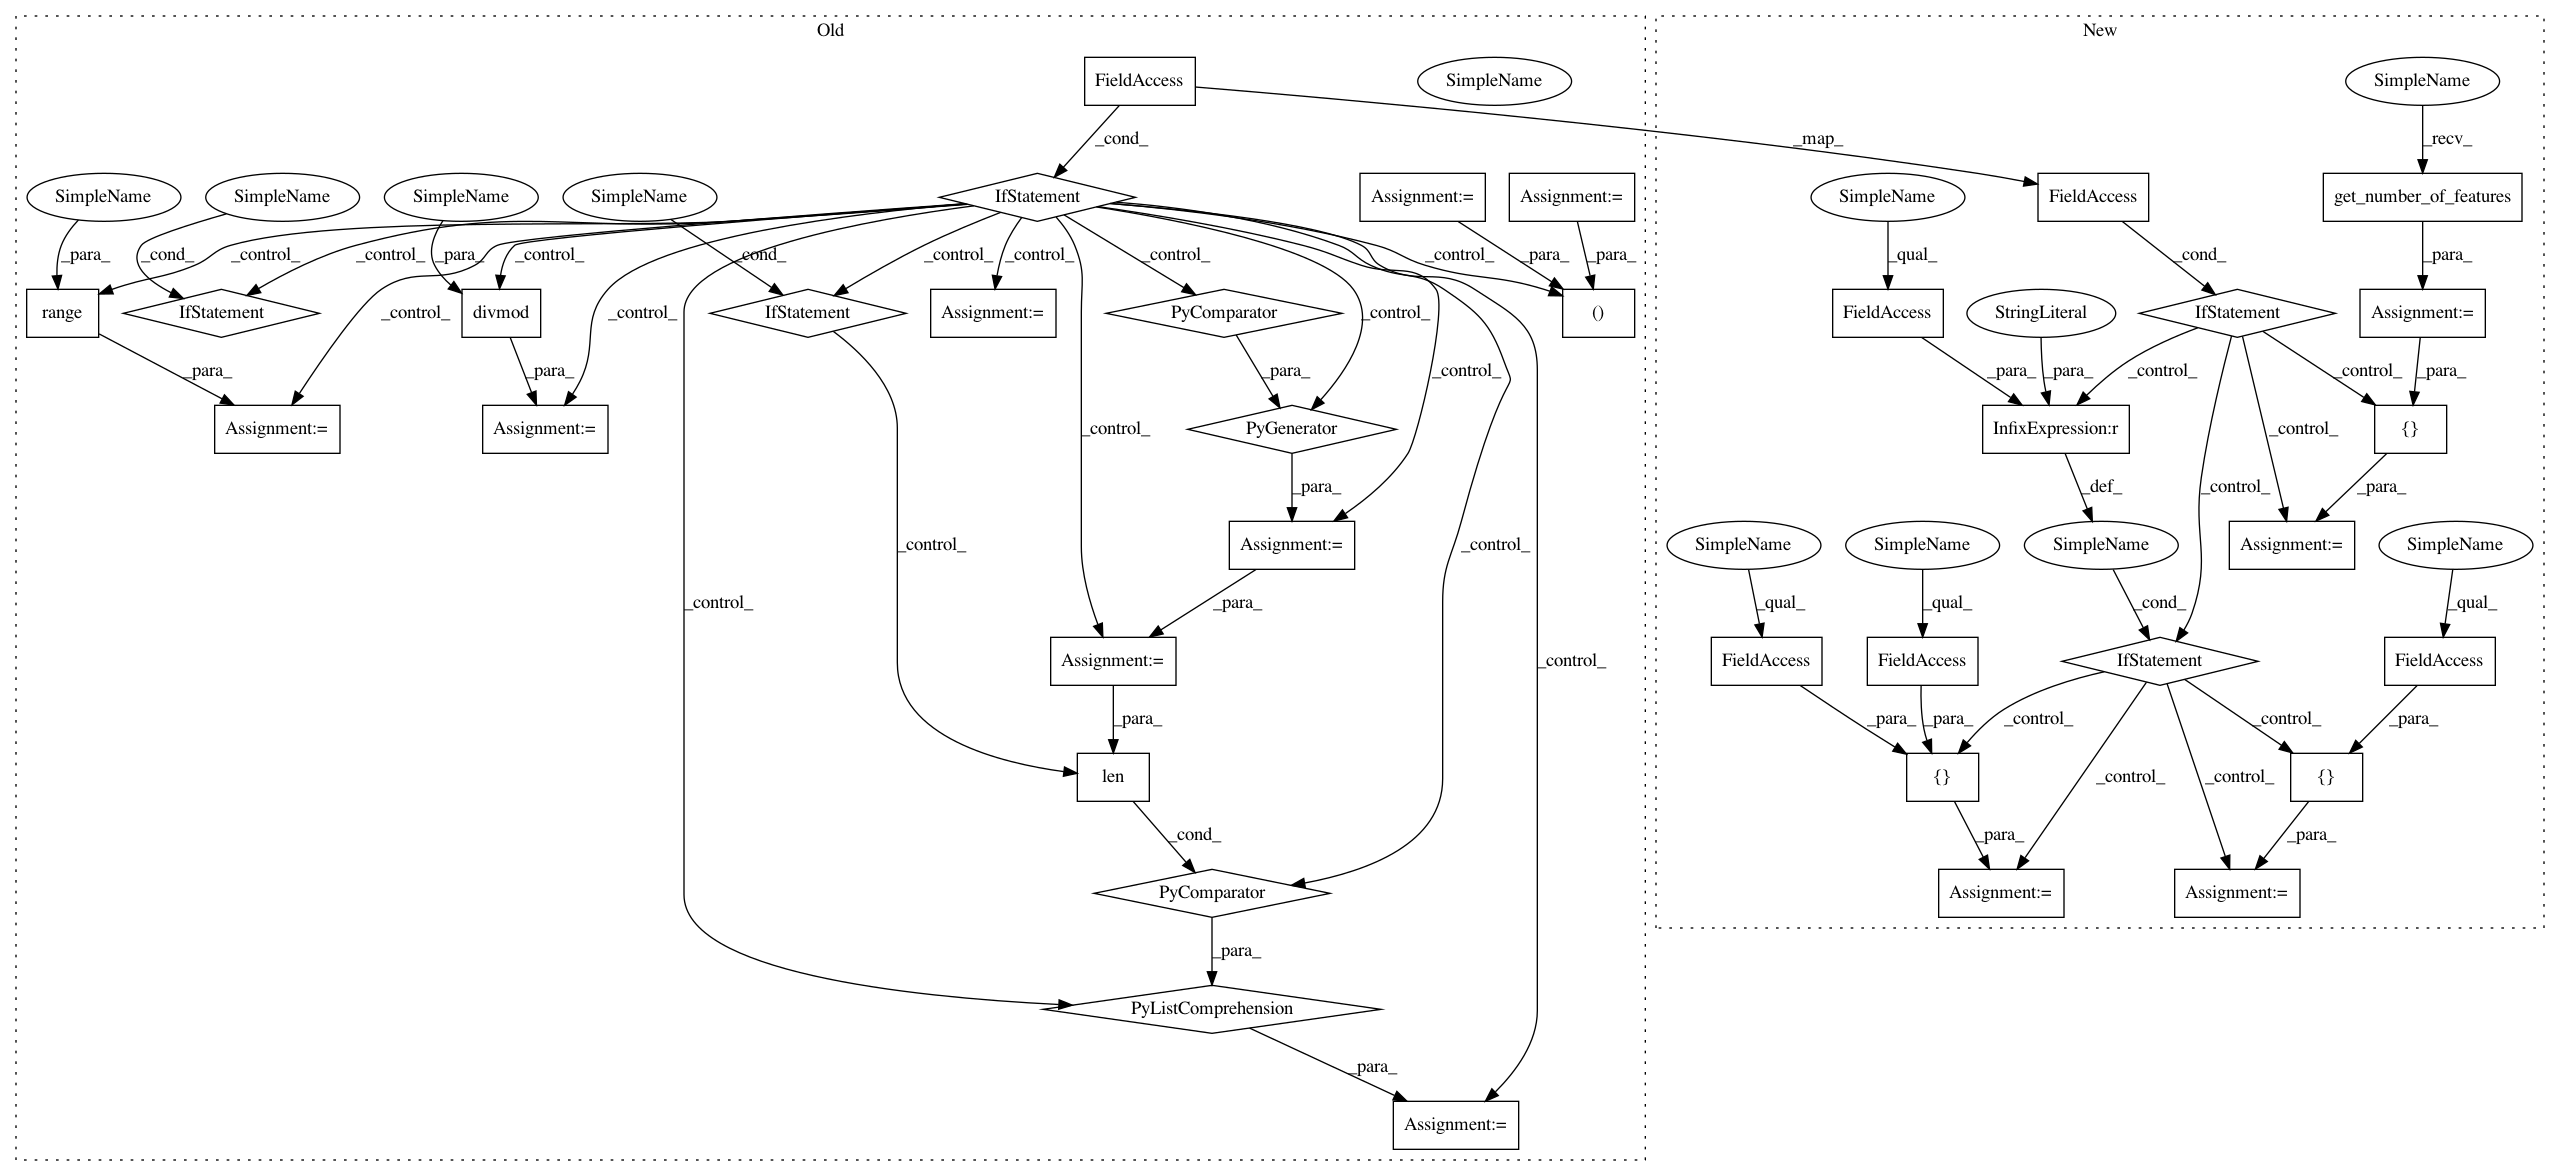 Old
New
FieldAccess
SimpleName
SimpleName
_cond_
_map_
_recv_
SimpleName
SimpleName
SimpleName
SimpleName
IfStatement
Assignment:=
Assignment:=
SimpleName
FieldAccess
get_number_of_features
_para_
_cond_
_control_
_control_
_para_
_control_
_cond_
_control_
_control_
_control_
_control_
_para_
_para_
_qual_
_cond_
_para_
range
IfStatement
divmod
IfStatement
Assignment:=
PyComparator
()
FieldAccess
StringLiteral
IfStatement
Assignment:=
_para_
_control_
_para_
_control_
_para_
_control_
_control_
_para_
_para_
_control_
_control_
_para_
Assignment:=
Assignment:=
_control_
PyGenerator
InfixExpression:r
_control_
{}
_para_
_def_
_control_
_para_
SimpleName
SimpleName
SimpleName
Assignment:=
SimpleName
_control_
_control_
Assignment:=
_control_
_control_
_para_
_qual_
_qual_
_cond_
_qual_
Assignment:=
_control_
FieldAccess
FieldAccess
IfStatement
FieldAccess
_para_
_para_
_para_
_control_
_control_
_para_
len
{}
_control_
_control_
{}
_cond_
_para_
_para_
PyComparator
Assignment:=
Assignment:=
_para_
PyListComprehension
_para_
Assignment:=